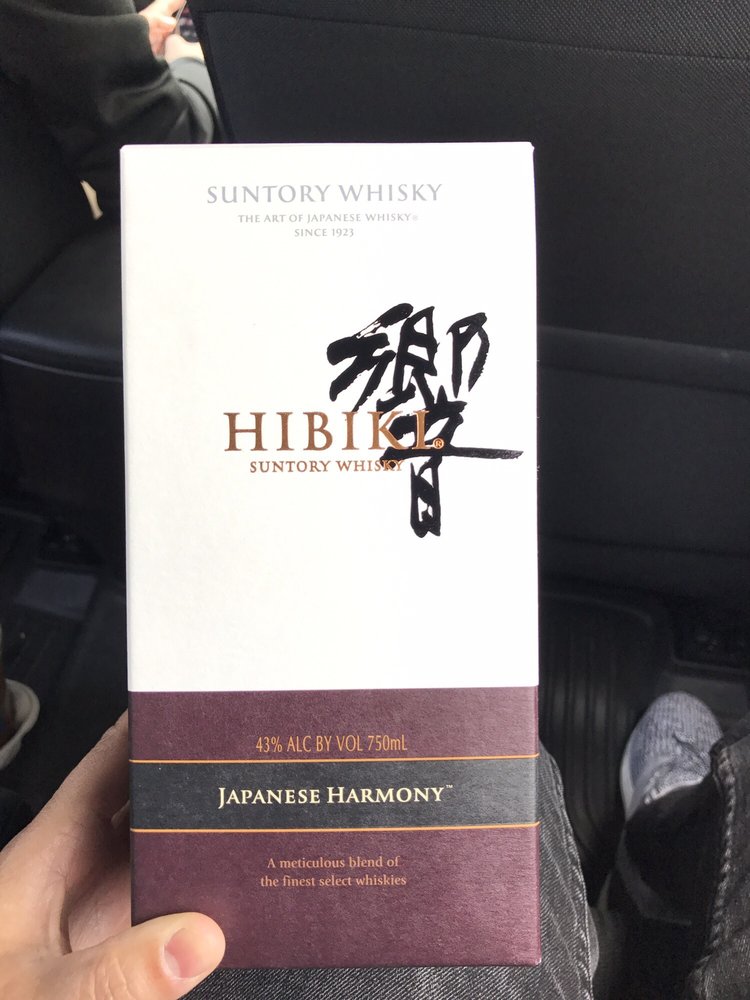 SUNTORY WHISKY
THE ART OF JAPANESE WHISKY®
SINCE 1923
響
HIBIKI®
SUNTORY WHISKY
43% ALC BY VOL 750mL
JAPANESE HARMONY™
A meticulous blend of
the finest select whiskies